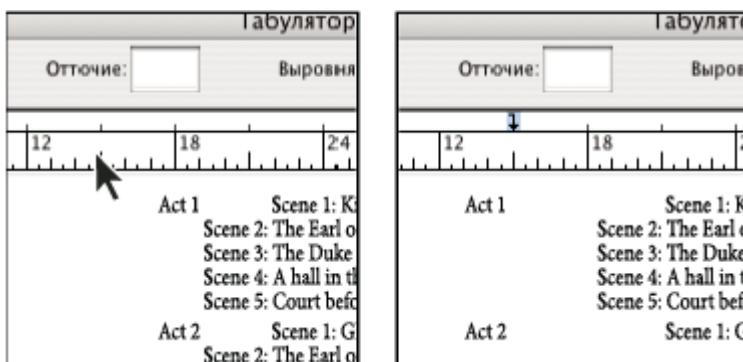 Табулятор
Отточие: Выровня
12 18 24
Act 1 Scene 1: K
Scene 2: The Earl o
Scene 3: The Duke
Scene 4: A hall in th
Scene 5: Court befo
Act 2 Scene 1: G
Scene 2: The Earl o
Табулято
Отточие: Выров
12 18 2
Act 1 Scene 1: K
Scene 2: The Earl
Scene 3: The Duke
Scene 4: A hall in t
Scene 5: Court bef
Act 2 Scene 1: G